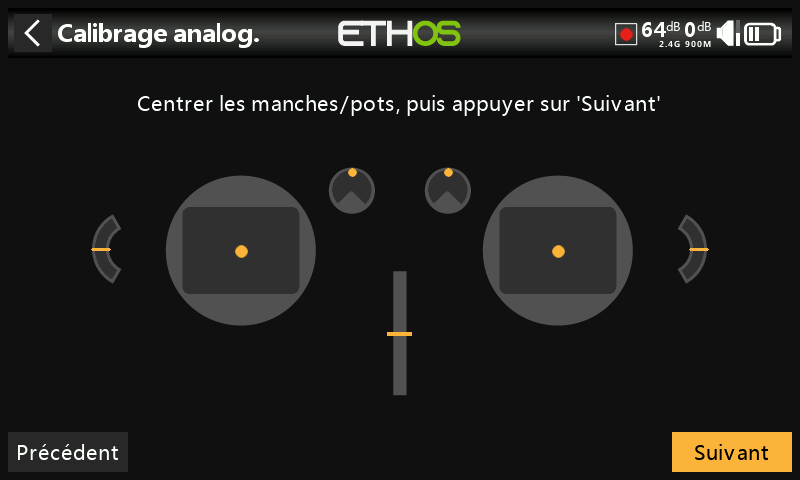 Calibrage analog.
ETHOS
64dB 0dB
2.4G 900M
Centrer les manches/pots, puis appuyer sur 'Suivant'
Précédent
Suivant